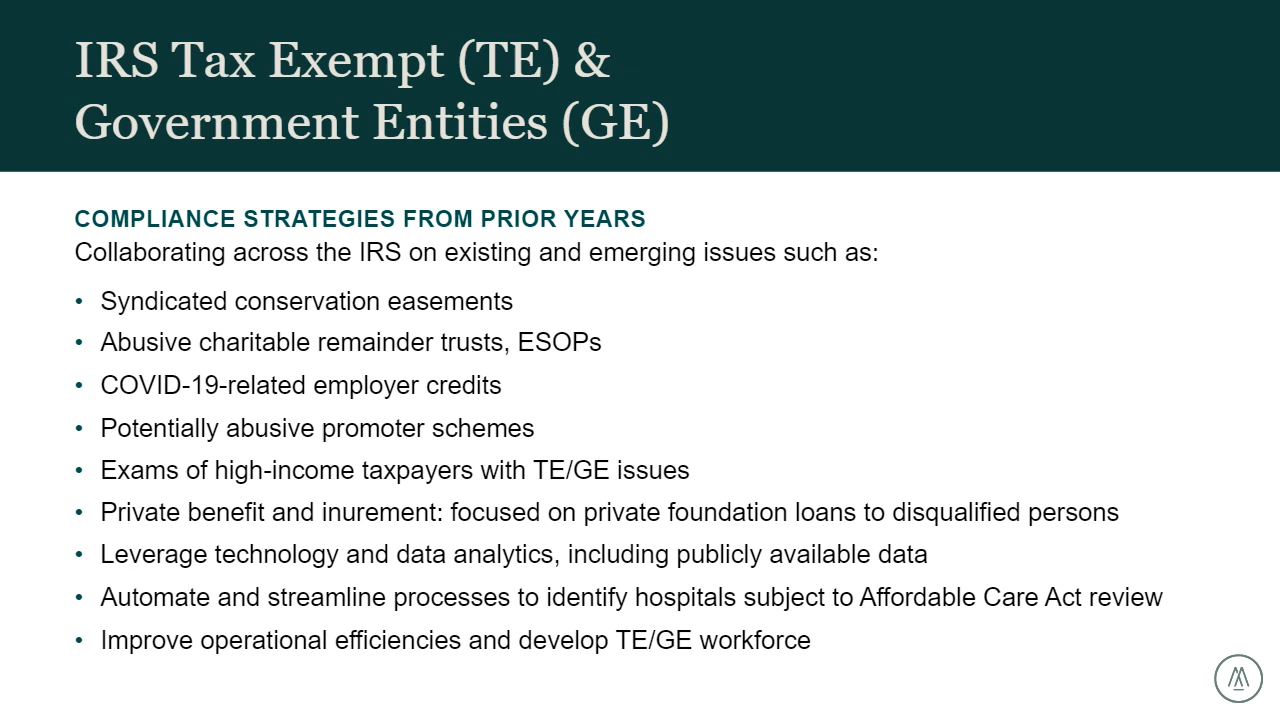 IRS Tax Exempt (TE) &
Government Entities (GE)
COMPLIANCE STRATEGIES FROM PRIOR YEARS
Collaborating across the IRS on existing and emerging issues such as:
• Syndicated conservation easements
• Abusive charitable remainder trusts, ESOPs
• COVID-19-related employer credits
• Potentially abusive promoter schemes
• Exams of high-income taxpayers with TE/GE issues
• Private benefit and inurement: focused on private foundation loans to disqualified persons
• Leverage technology and data analytics, including publicly available data
• Automate and streamline processes to identify hospitals subject to Affordable Care Act review
• Improve operational efficiencies and develop TE/GE workforce